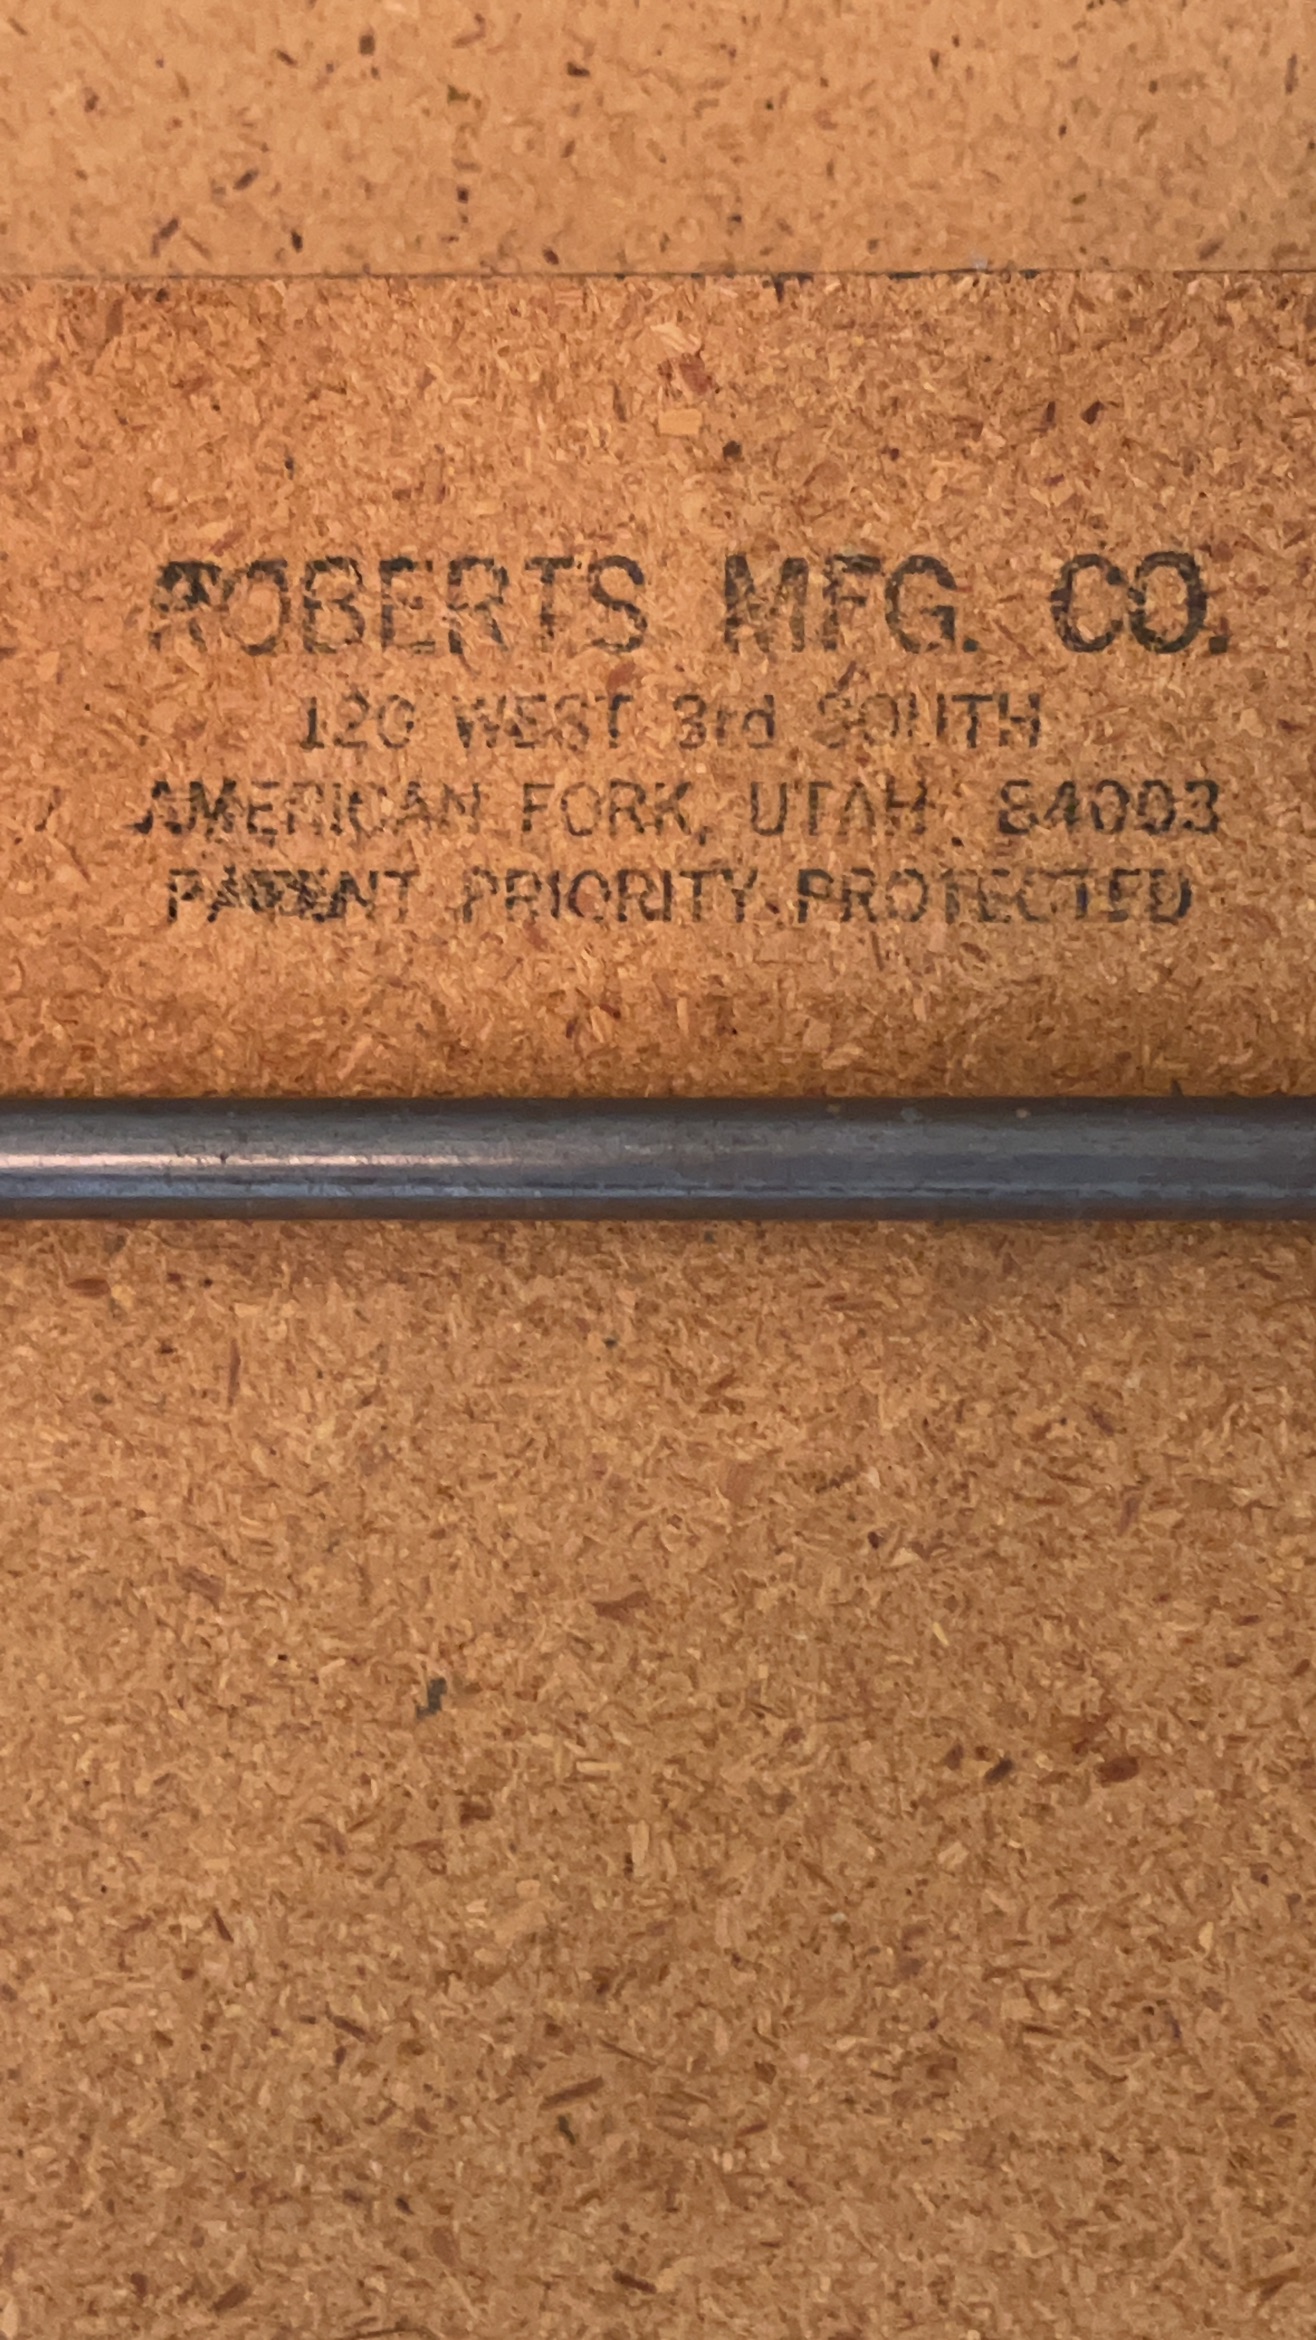 ROBERTS MFG. CO.
120 WEST 3rd SOUTH
AMERICAN FORK, UTAH 84003
PATENT PRIORITY PROTECTED